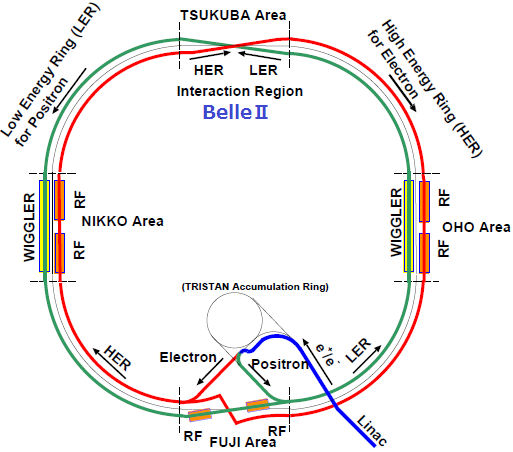 TSUKUBA Area
Low Energy Ring (LER)
for Positron
High Energy Ring (HER)
for Electron
HER
LER
Interaction Region
BelleⅡ
WIGGLER
RF
RF
NIKKO Area
WIGGLER
RF
RF
OHO Area
(TRISTAN Accumulation Ring)
HER
Electron
Positron
e+/e-
LER
Linac
RF
FUJI Area
RF